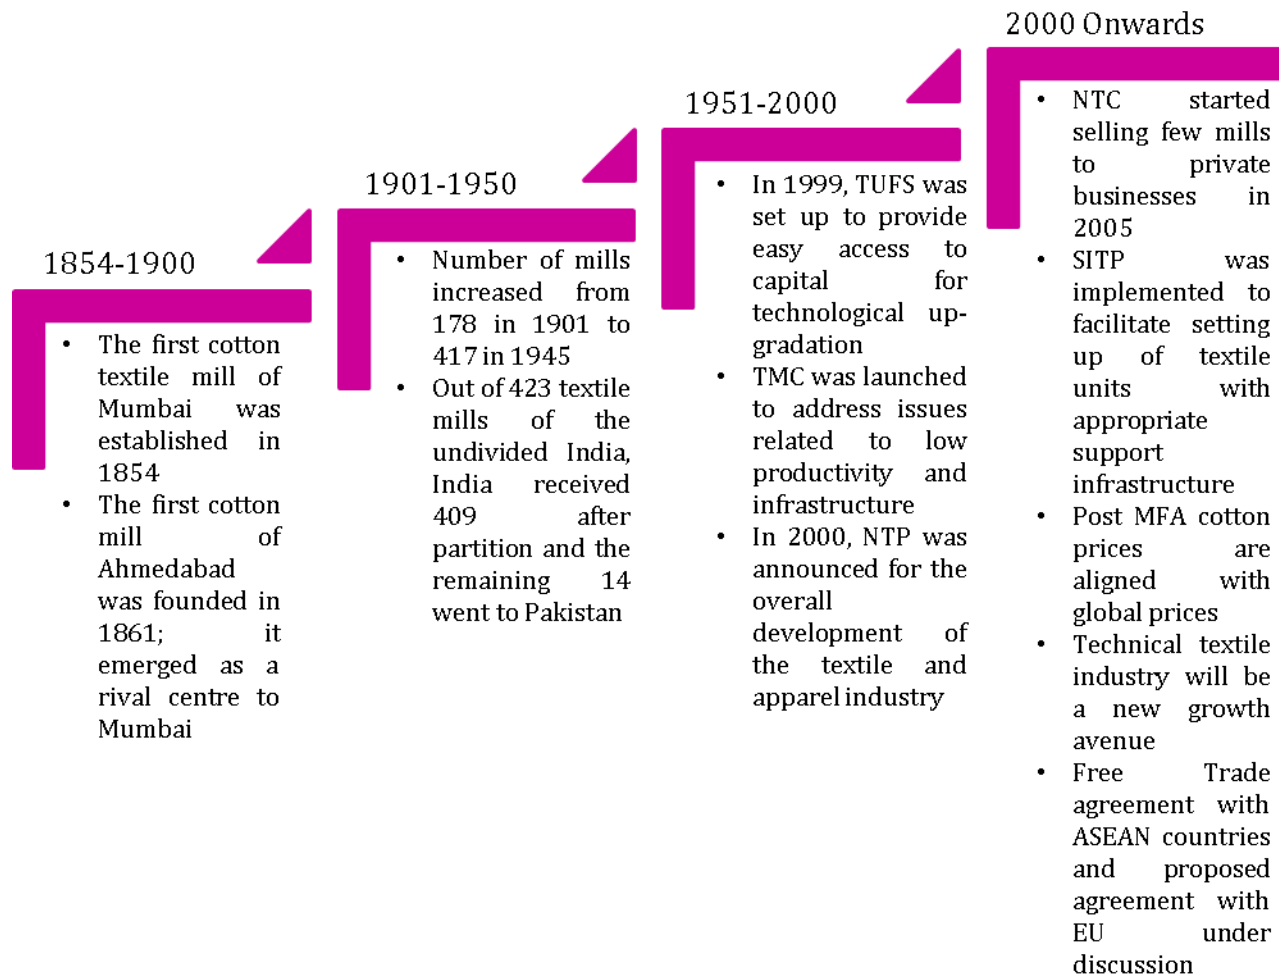 1854-1900
• The first cotton
textile mill of
Mumbai was
established in
1854
• The first cotton
mill of
Ahmedabad
was founded in
1861; it
emerged as a
rival centre to
Mumbai
1901-1950
• Number of mills
increased from
178 in 1901 to
417 in 1945
• Out of 423 textile
mills of the
undivided India,
India received
409 after
partition and the
remaining 14
went to Pakistan
1951-2000
• In 1999, TUFS was
set up to provide
easy access to
capital for
technological up-
gradation
• TMC was launched
to address issues
related to low
productivity and
infrastructure
• In 2000, NTP was
announced for the
overall
development of
the textile and
apparel industry
2000 Onwards
• NTC started
selling few mills
to private
businesses in
2005
• SITP was
implemented to
facilitate setting
up of textile
units with
appropriate
support
infrastructure
• Post MFA cotton
prices are
aligned with
global prices
• Technical textile
industry will be
a new growth
avenue
• Free Trade
agreement with
ASEAN countries
and proposed
agreement with
EU under
discussion